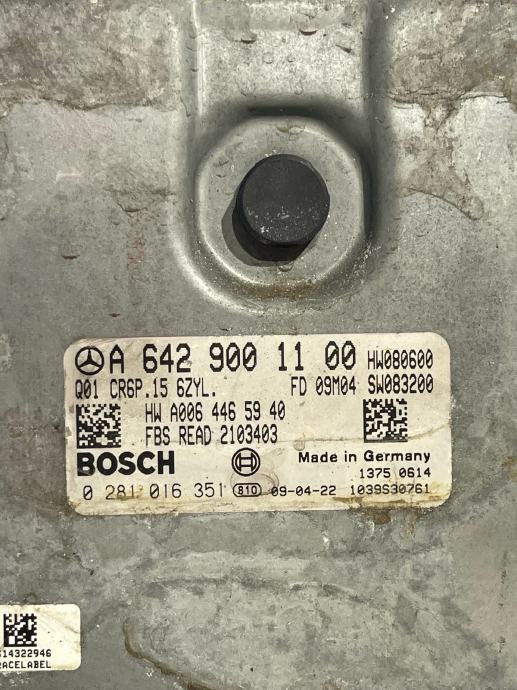 A 642 900 11 00 HW080600
Q01 CR6P.15 6ZYL. FD 09M04 SW083200
HW A006 446 59 40
FBS READ 2103403
BOSCH Made in Germany
1375 0614
0 281 016 351 810 09-04-22 1039S30761
14322946
ACELABEL